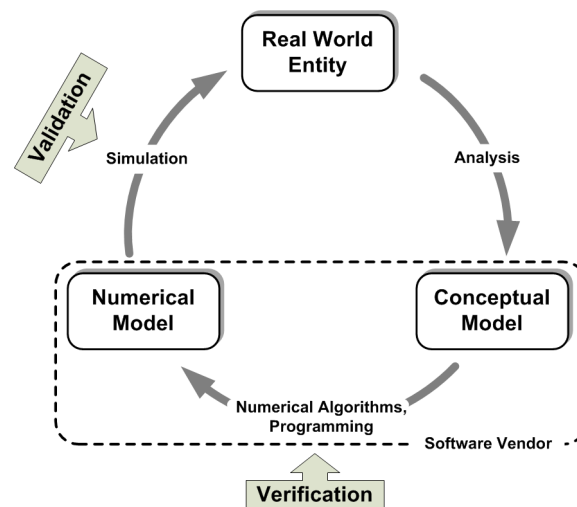 Real World
Entity
Validation
Simulation
Analysis
Numerical
Model
Conceptual
Model
Numerical Algorithms,
Programming
Software Vendor
Verification